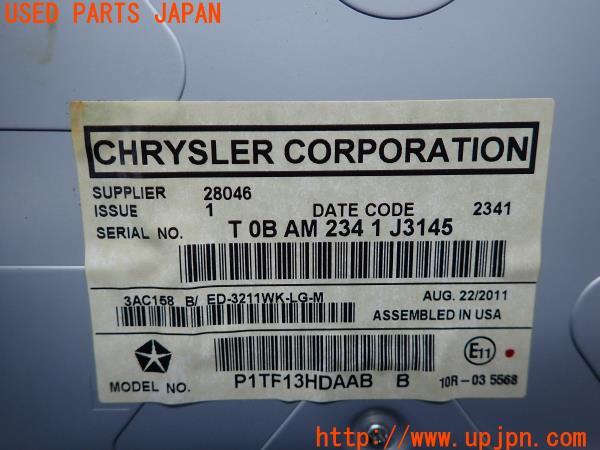 USED PARTS JAPAN
CHRYSLER CORPORATION
SUPPLIER 28046
ISSUE 1 DATE CODE 2341
SERIAL NO. T 0B AM 234 1 J3145
3AC158 B/ ED-3211WK-LG-M AUG. 22/2011
ASSEMBLED IN USA
E11
MODEL NO. P1TF13HDAAB B 10R-03 5568
http://www.upjpn.com/